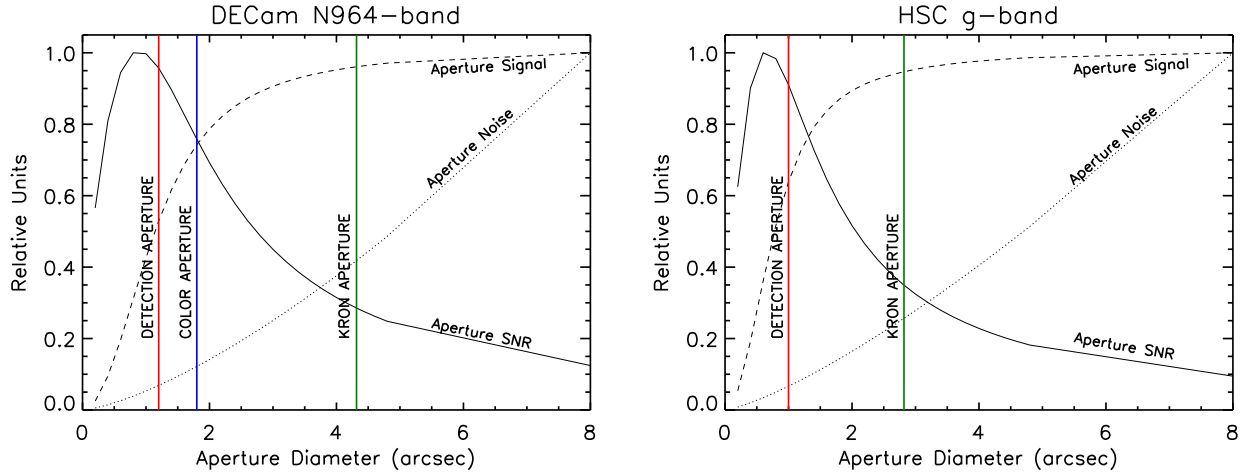 DECam N964-band
1.0
0.8
0.6
0.4
0.2
0.0
Relative Units
Aperture Signal
Aperture Noise
Aperture SNR
DETECTION APERTURE
COLOR APERTURE
KRON APERTURE
0 2 4 6 8
Aperture Diameter (arcsec)
HSC g-band
1.0
0.8
0.6
0.4
0.2
0.0
Relative Units
Aperture Signal
Aperture Noise
Aperture SNR
DETECTION APERTURE
KRON APERTURE
0 2 4 6 8
Aperture Diameter (arcsec)